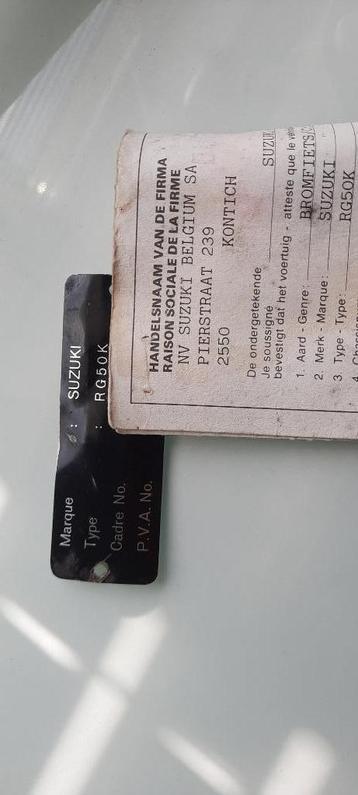 HANDELSNAAM VAN DE FIRMA
RAISON SOCIALE DE LA FIRME
NV SUZUKI BELGIUM SA
PIERSTRAAT 239
2550 KONTICH
De ondergetekende
Je soussigné SUZUK
bevestigt dat het voertuig - atteste que le véhi
1. Aard - Genre: BROMFIETS/C
2. Merk - Marque: SUZUKI
3 Type - Type: RG50K
Marque : SUZUKI
Type : RG50K
Cadre No.
P.V.A. No.